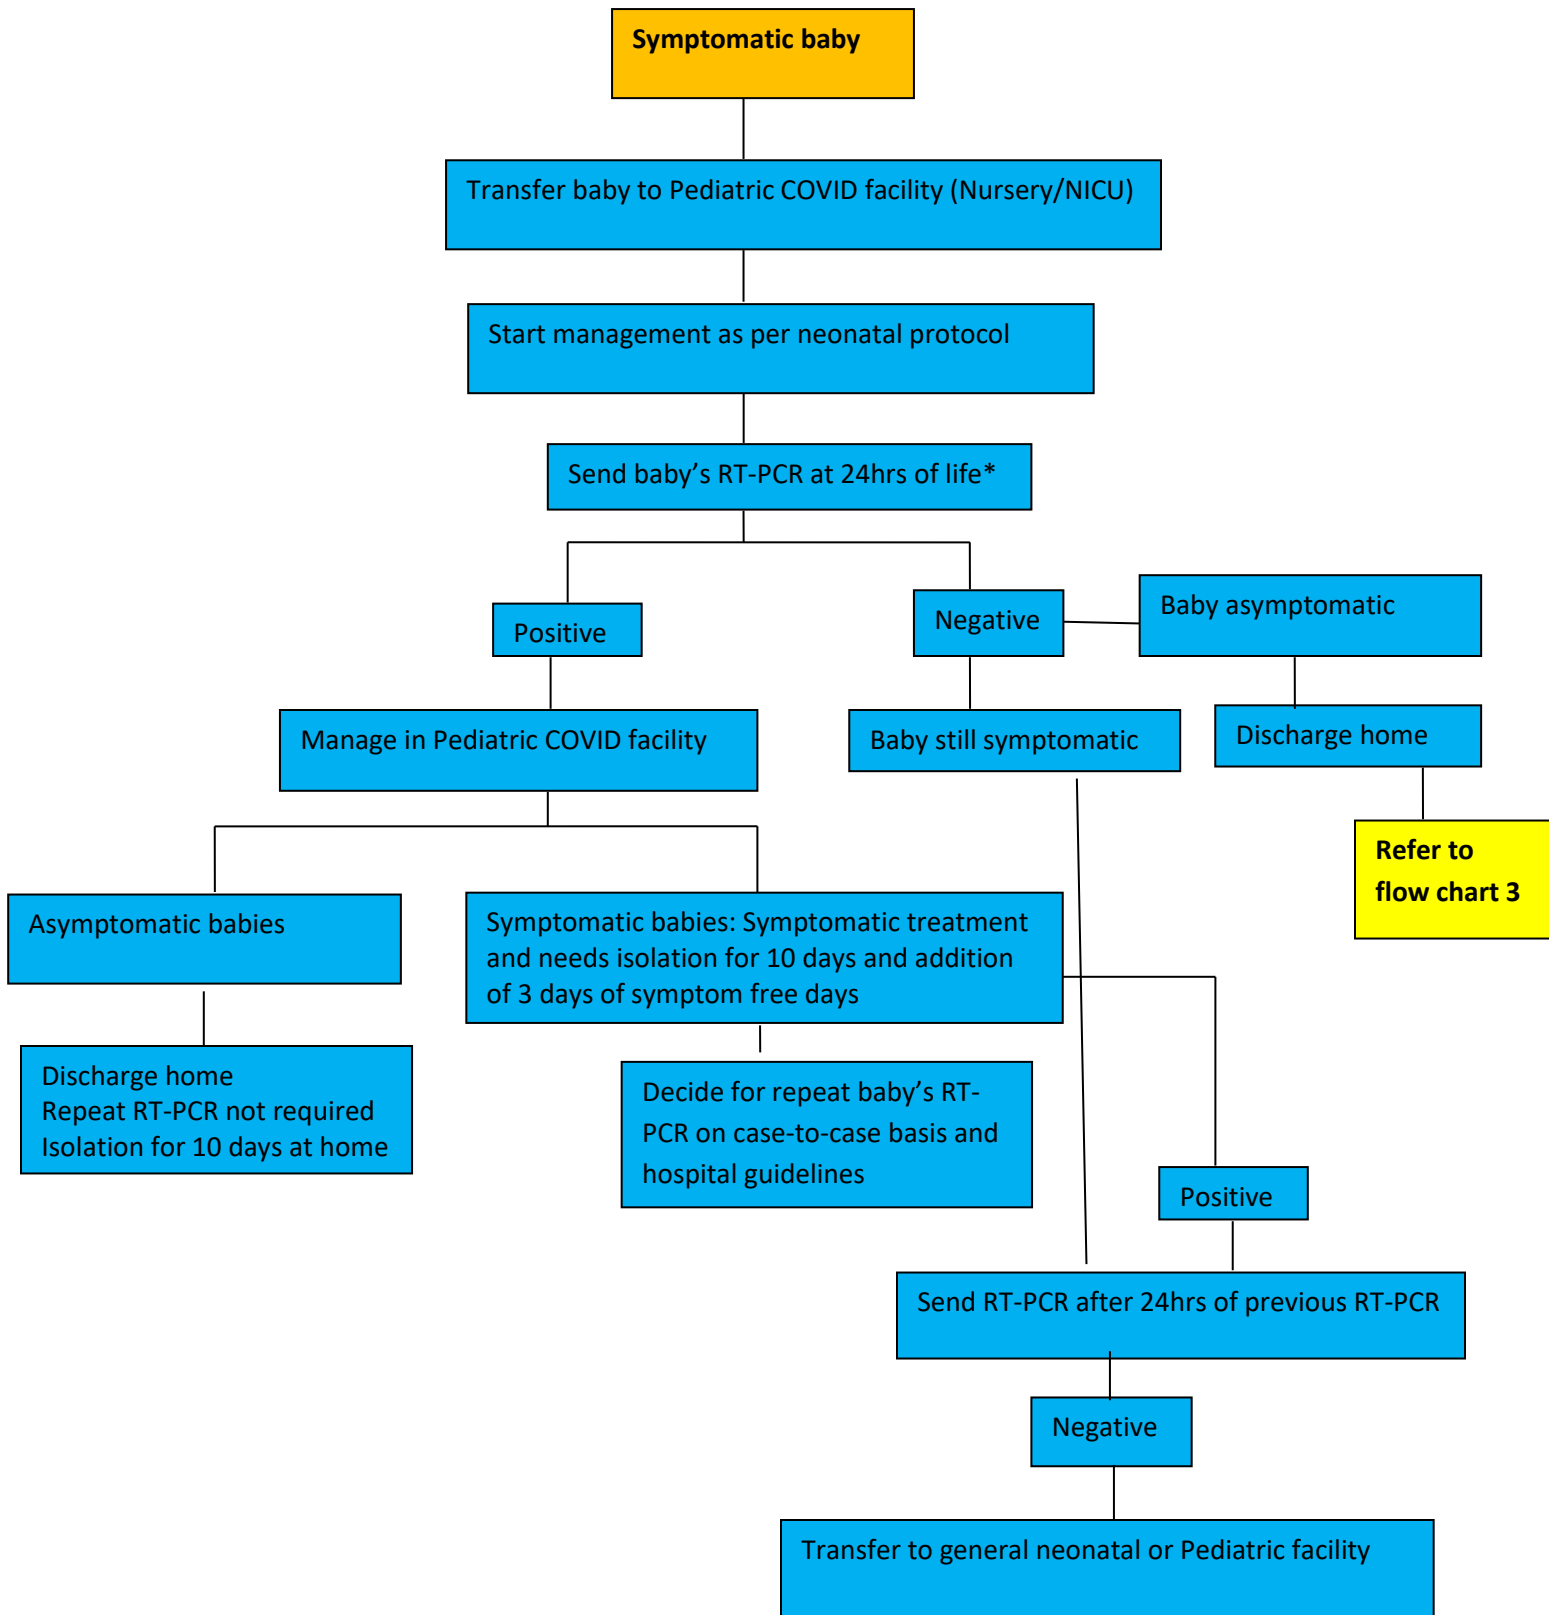 Symptomatic baby
Transfer baby to Pediatric COVID facility (Nursery/NICU)
Start management as per neonatal protocol
Send baby’s RT-PCR at 24hrs of life*
Positive
Negative
Baby asymptomatic
Manage in Pediatric COVID facility
Baby still symptomatic
Discharge home
Refer to
flow chart 3
Asymptomatic babies
Symptomatic babies: Symptomatic treatment
and needs isolation for 10 days and addition
of 3 days of symptom free days
Discharge home
Repeat RT-PCR not required
Isolation for 10 days at home
Decide for repeat baby’s RT-
PCR on case-to-case basis and
hospital guidelines
Positive
Send RT-PCR after 24hrs of previous RT-PCR
Negative
Transfer to general neonatal or Pediatric facility